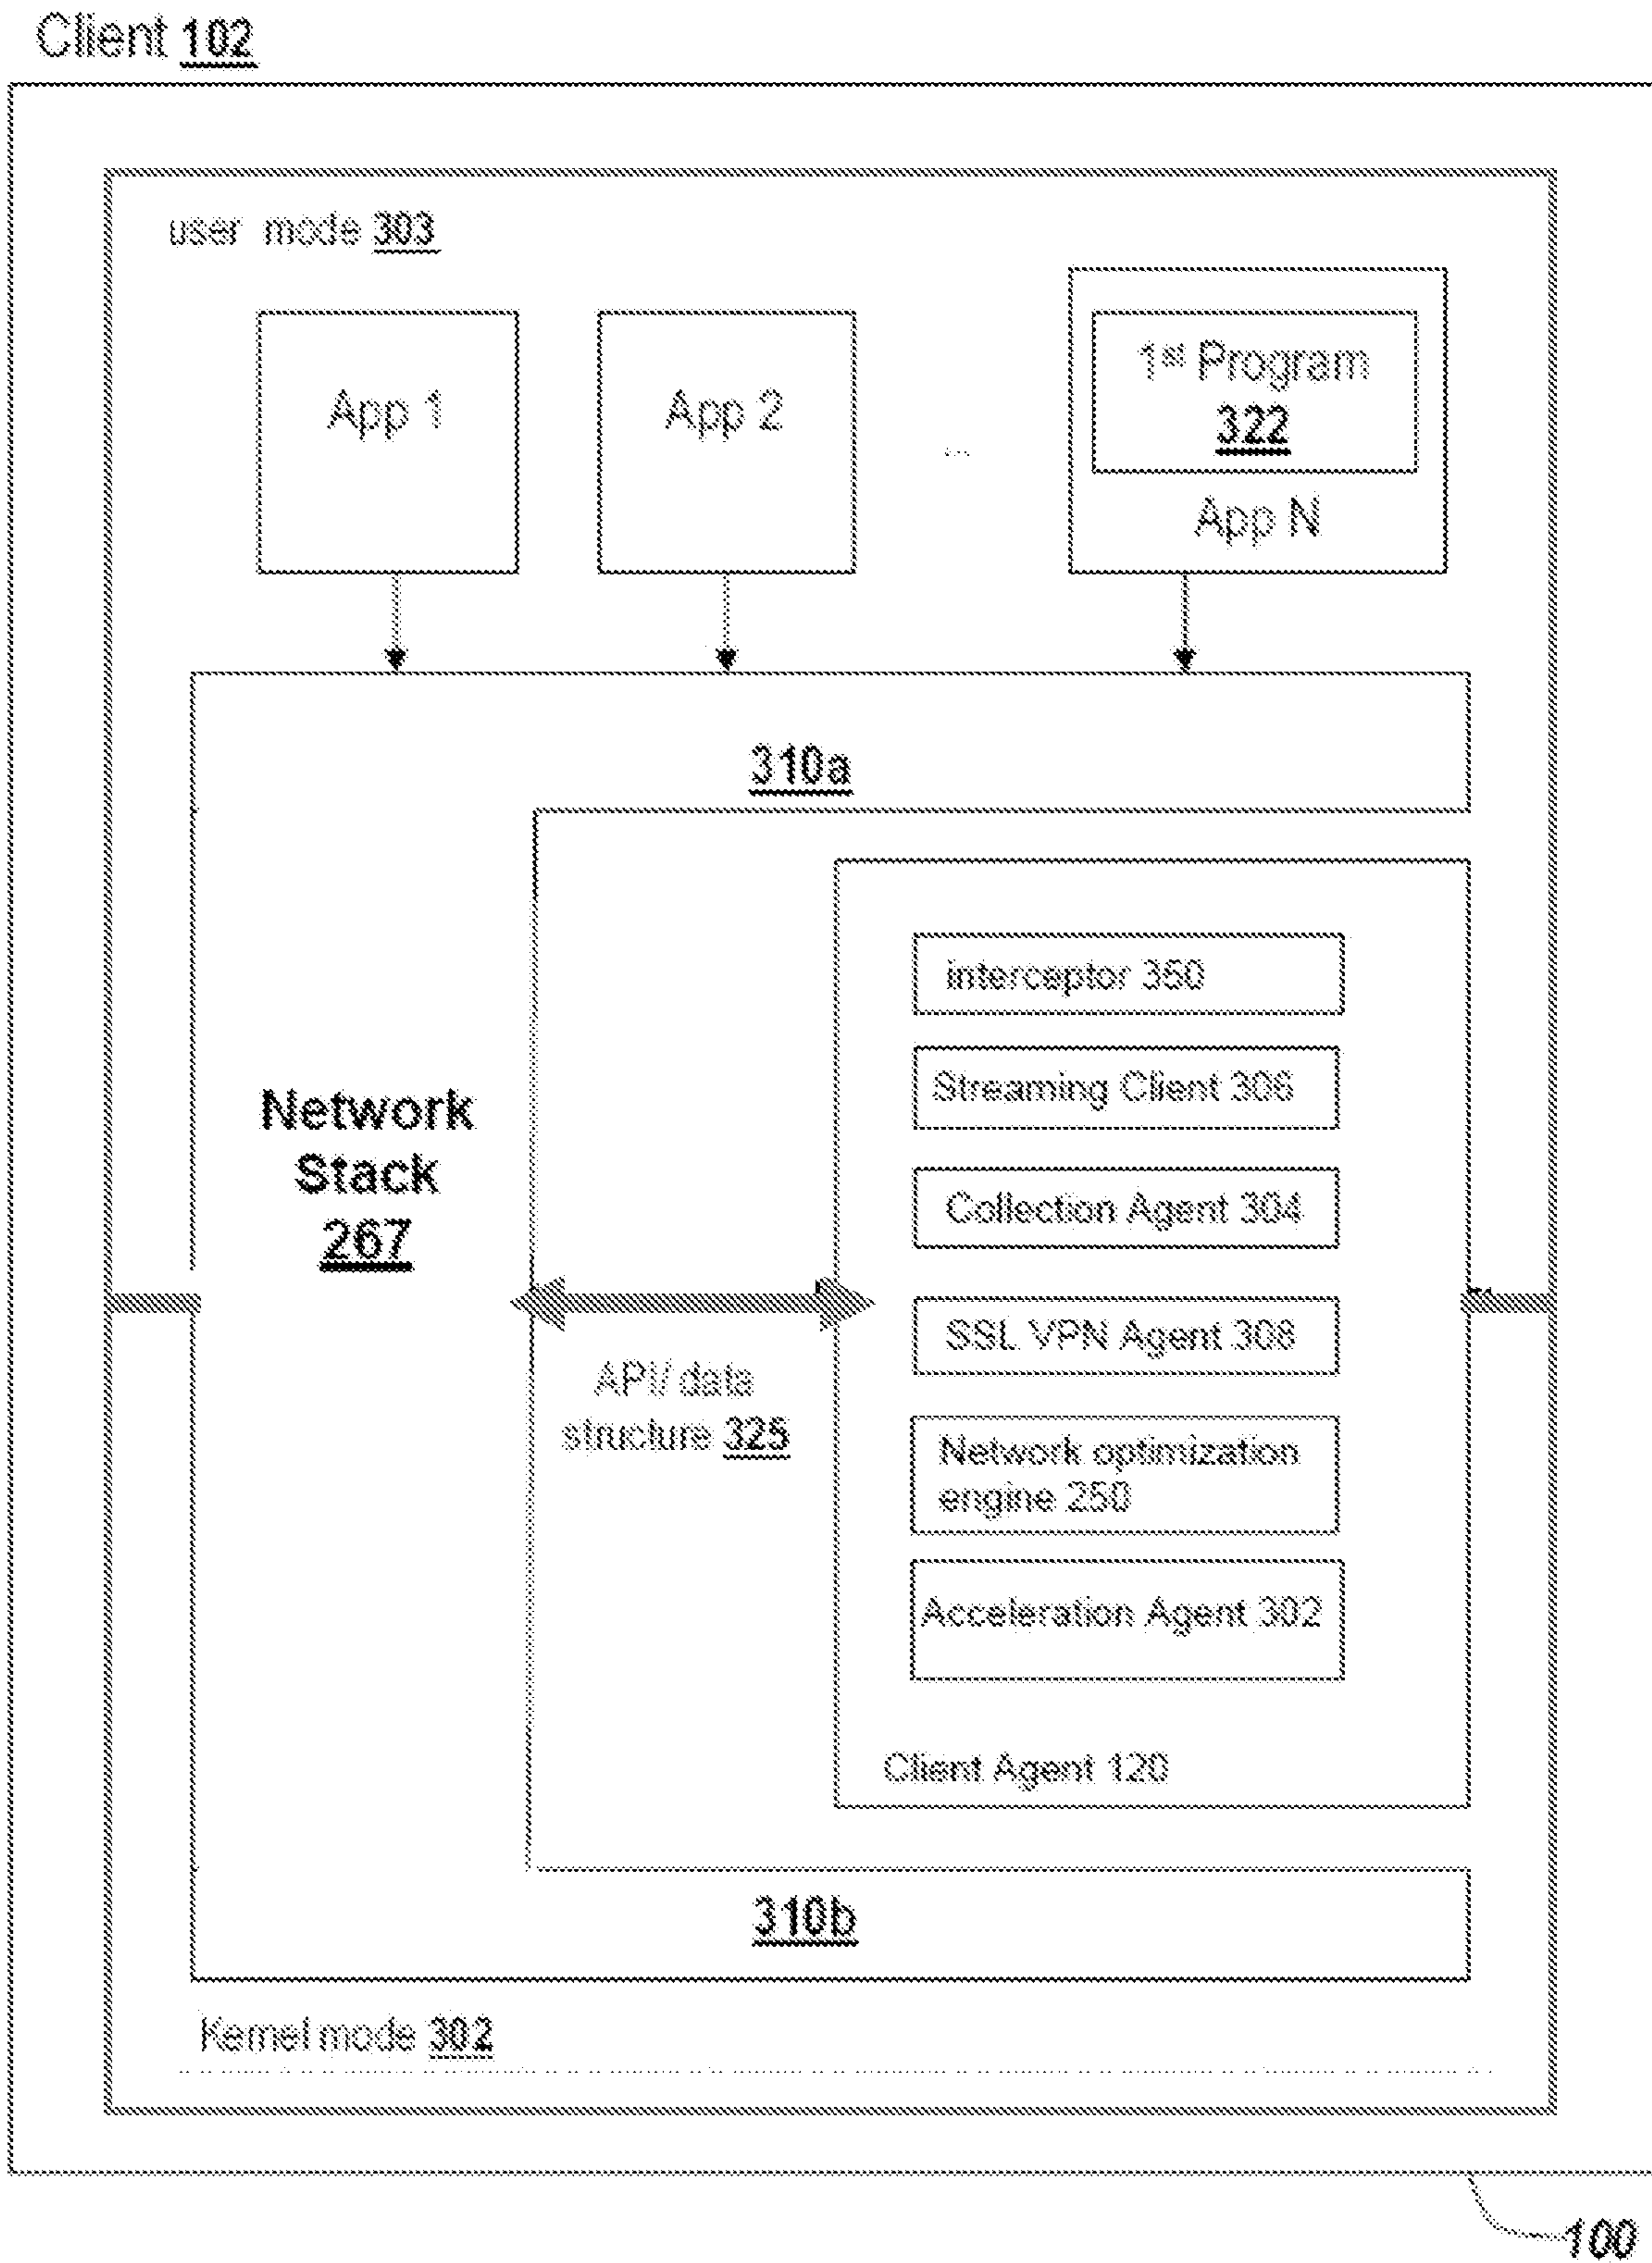 Client 102
user mode 303
App 1
App 2
...
1st Program
322
App N
310a
Network
Stack
267
API/ data
structure 325
interceptor 350
Streaming Client 306
Collection Agent 304
SSL VPN Agent 308
Network optimization
engine 250
Acceleration Agent 302
Client Agent 120
310b
Kernel mode 302
100